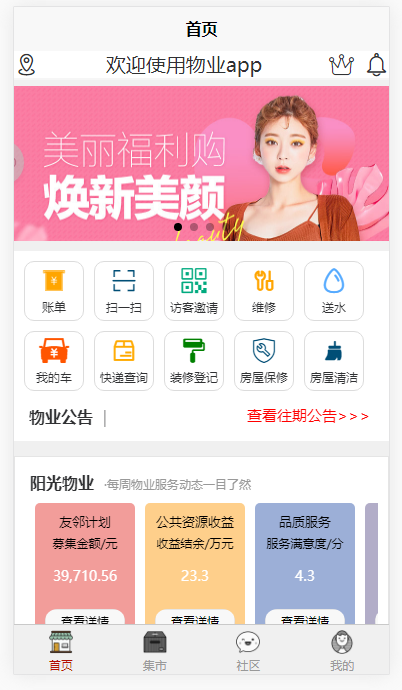 首页
欢迎使用物业app
美丽福利购
焕新美颜
beauty
账单 扫一扫 访客邀请 维修 送水
我的车 快递查询 装修登记 房屋保修 房屋清洁
物业公告 | 查看往期公告>>>
阳光物业 ·每周物业服务动态一目了然
友邻计划 公共资源收益 品质服务
募集金额/元 收益结余/万元 服务满意度/分
39,710.56 23.3 4.3
查看详情 查看详情 查看详情
首页 集市 社区 我的